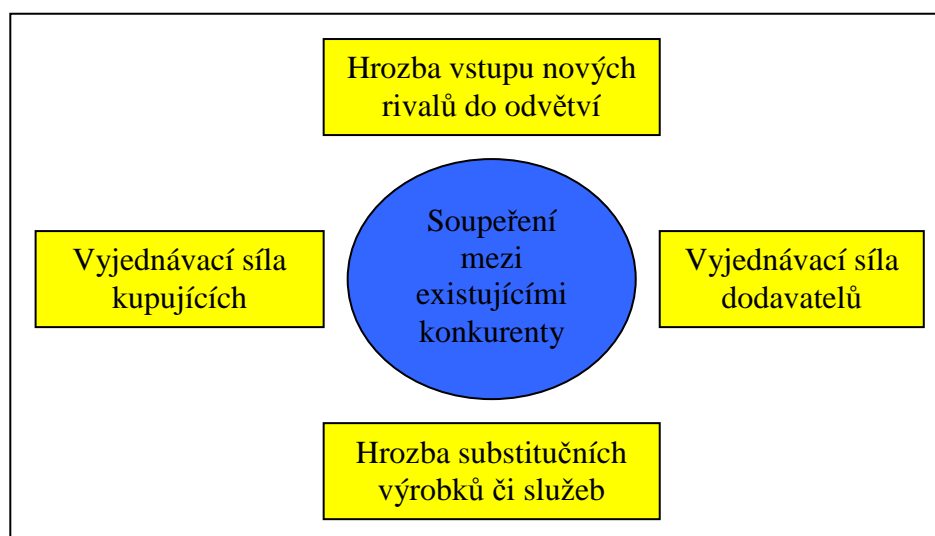 Hrozba vstupu nových
rivalů do odvětví
Vyjednávací síla
kupujících
Soupeření
mezi
existujícími
konkurenty
Vyjednávací síla
dodavatelů
Hrozba substitučních
výrobků či služeb